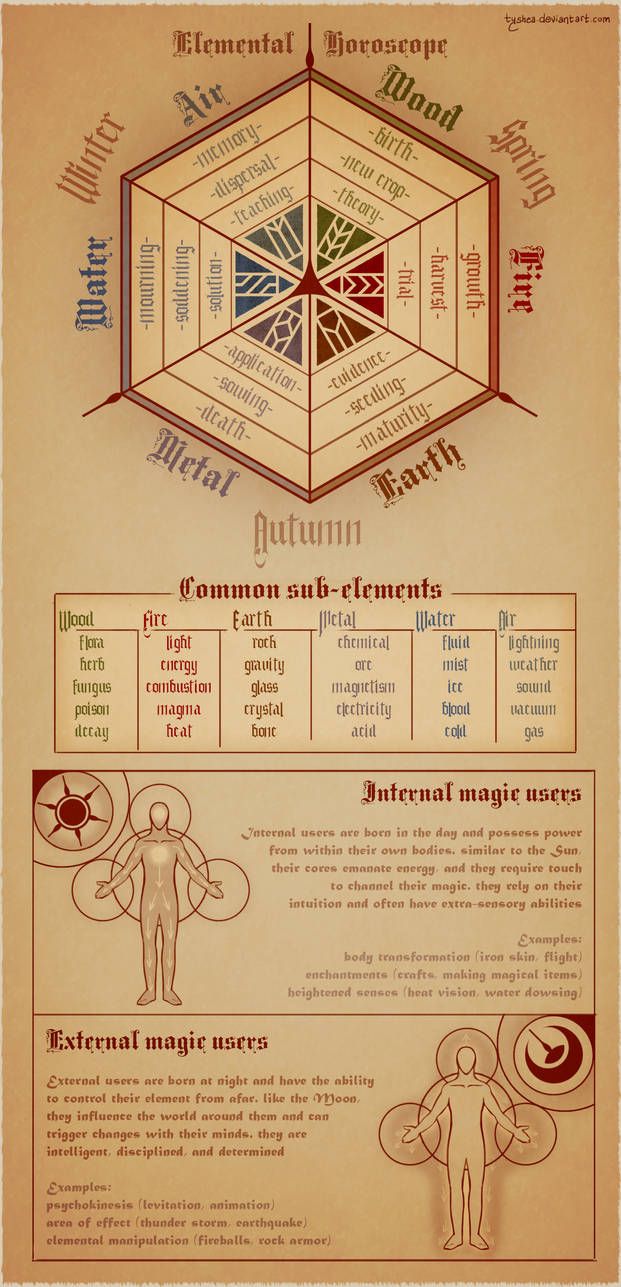 tyshea.deviantart.com
Elemental Horoscope
Air
Wood
Winter
Spring
-memory-
-dispersal-
-teaching-
-birth-
-new crop-
-theory-
Water
-mourning-
-soddening-
-solution-
-trial-
-harvest-
-growth-
Fire
-application-
-sowing-
-death-
-evidence-
-seeding-
-maturity-
Metal
Earth
Autumn
Common sub-elements
Wood Fire Earth Metal Water Air
flora light rock chemical fluid lightning
herb energy gravity ore mist weather
fungus combustion glass magnetism ice sound
poison magma crystal electricity blood vacuum
decay heat bone acid cold gas
Internal magic users
Internal users are born in the day and possess power
from within their own bodies. similar to the Sun,
their cores emanate energy, and they require touch
to channel their magic. they rely on their
intuition and often have extra-sensory abilities
Examples:
body transformation (iron skin, flight)
enchantments (crafts, making magical items)
heightened senses (heat vision, water dowsing)
External magic users
External users are born at night and have the ability
to control their element from afar. like the Moon,
they influence the world around them and can
trigger changes with their minds. they are
intelligent, disciplined, and determined
Examples:
psychokinesis (levitation, animation)
area of effect (thunder storm, earthquake)
elemental manipulation (fireballs, rock armor)